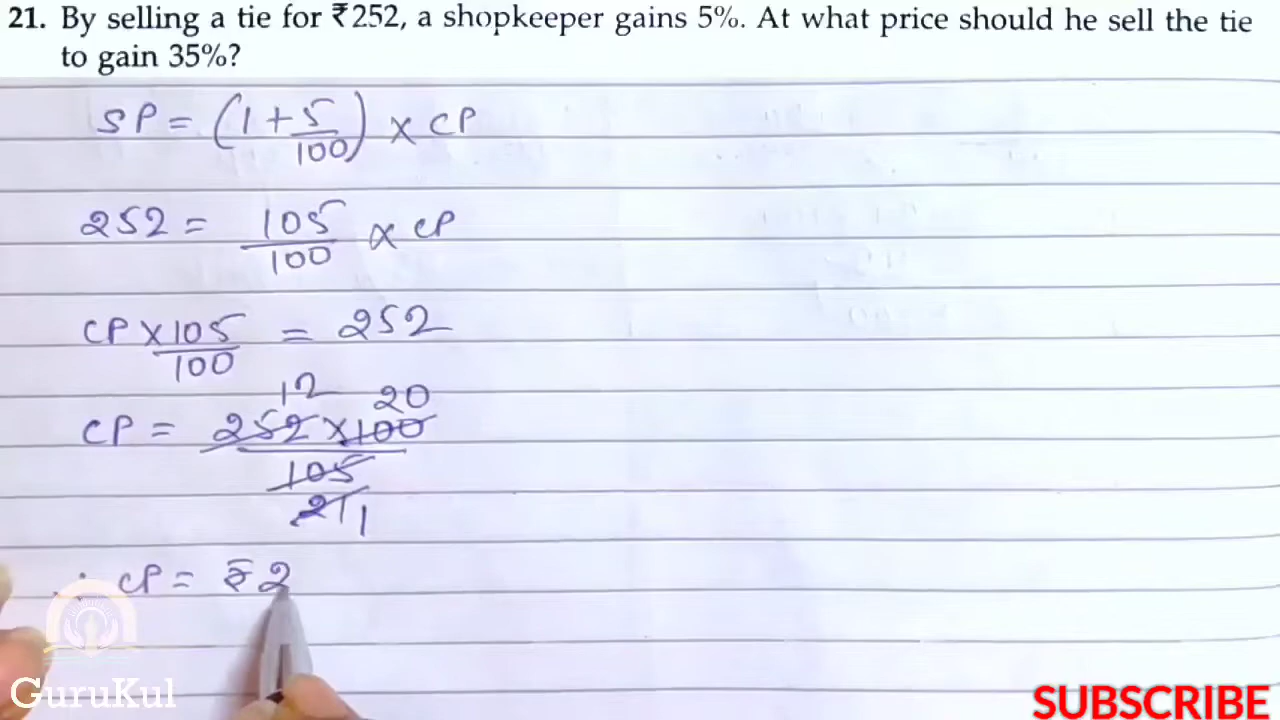 21. By selling a tie for ₹252, a shopkeeper gains 5%. At what price should he sell the tie
to gain 35%?
SP = (1 + 5/100) × CP
252 = 105/100 × CP
CP × 105/100 = 252
12 20
CP = 252 × 100
105
21 1
∴ CP = ₹ 2
GuruKul
SUBSCRIBE